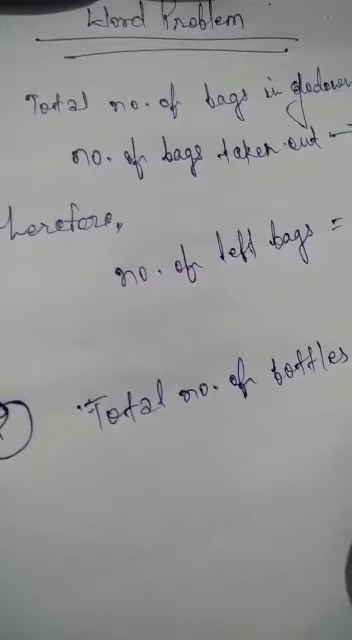 Word Problem
Total no. of bags in godown
no. of bags taken out —
herefore,
no. of left bags =
Total no. of bottles